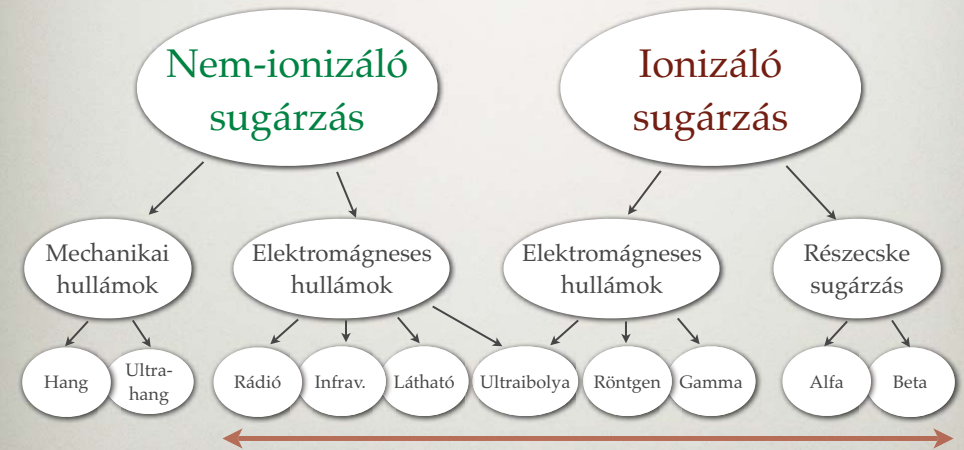 Nem-ionizáló
sugárzás
Ionizáló
sugárzás
Mechanikai
hullámok
Elektromágneses
hullámok
Elektromágneses
hullámok
Részecske
sugárzás
Hang
Ultra-
hang
Rádió
Infrav.
Látható
Ultraibolya
Röntgen
Gamma
Alfa
Beta